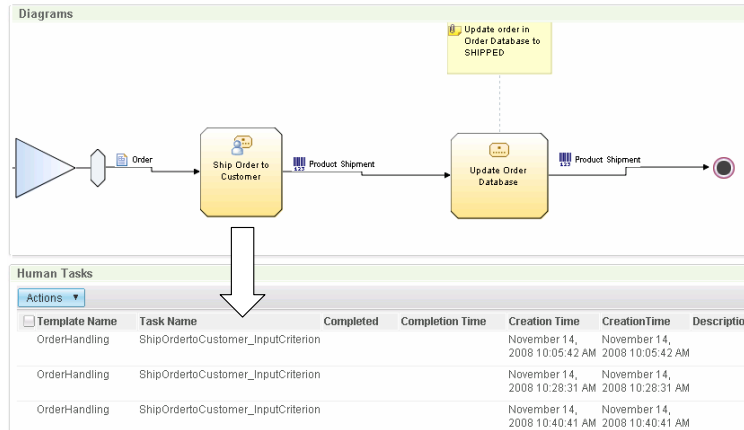 Diagrams
Update order in
Order Database to
SHIPPED
Order
Ship Order to
Customer
123
Product Shipment
Update Order
Database
123
Product Shipment
Human Tasks
Actions
Template Name Task Name Completed Completion Time Creation Time CreationTime Descriptio
OrderHandling ShipOrdertoCustomer_InputCriterion November 14, November 14,
2008 10:05:42 AM 2008 10:05:42 AM
OrderHandling ShipOrdertoCustomer_InputCriterion November 14, November 14,
2008 10:28:31 AM 2008 10:28:31 AM
OrderHandling ShipOrdertoCustomer_InputCriterion November 14, November 14,
2008 10:40:41 AM 2008 10:40:41 AM